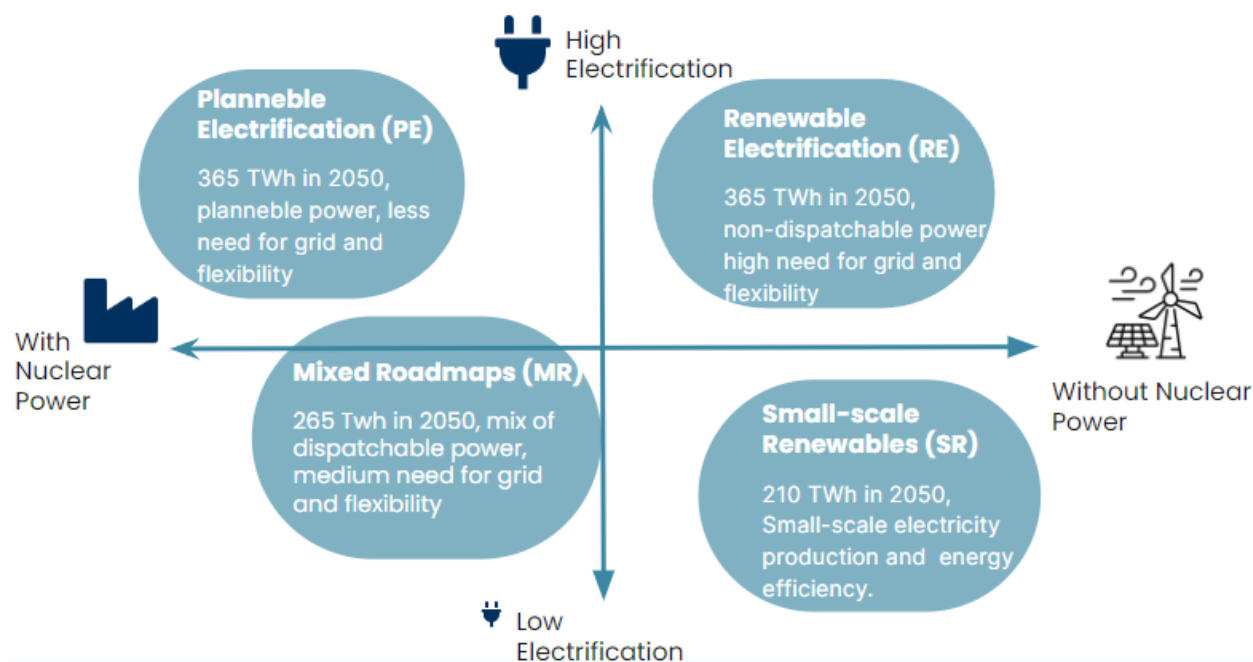 High
Electrification
Planneble
Electrification (PE)
365 TWh in 2050,
planneble power, less
need for grid and
flexibility
Renewable
Electrification (RE)
365 TWh in 2050,
non-dispatchable power
high need for grid and
flexibility
With
Nuclear
Power
Without Nuclear
Power
Mixed Roadmaps (MR)
265 Twh in 2050, mix of
dispatchable power,
medium need for grid
and flexibility
Small-scale
Renewables (SR)
210 TWh in 2050,
Small-scale electricity
production and energy
efficiency.
Low
Electrification